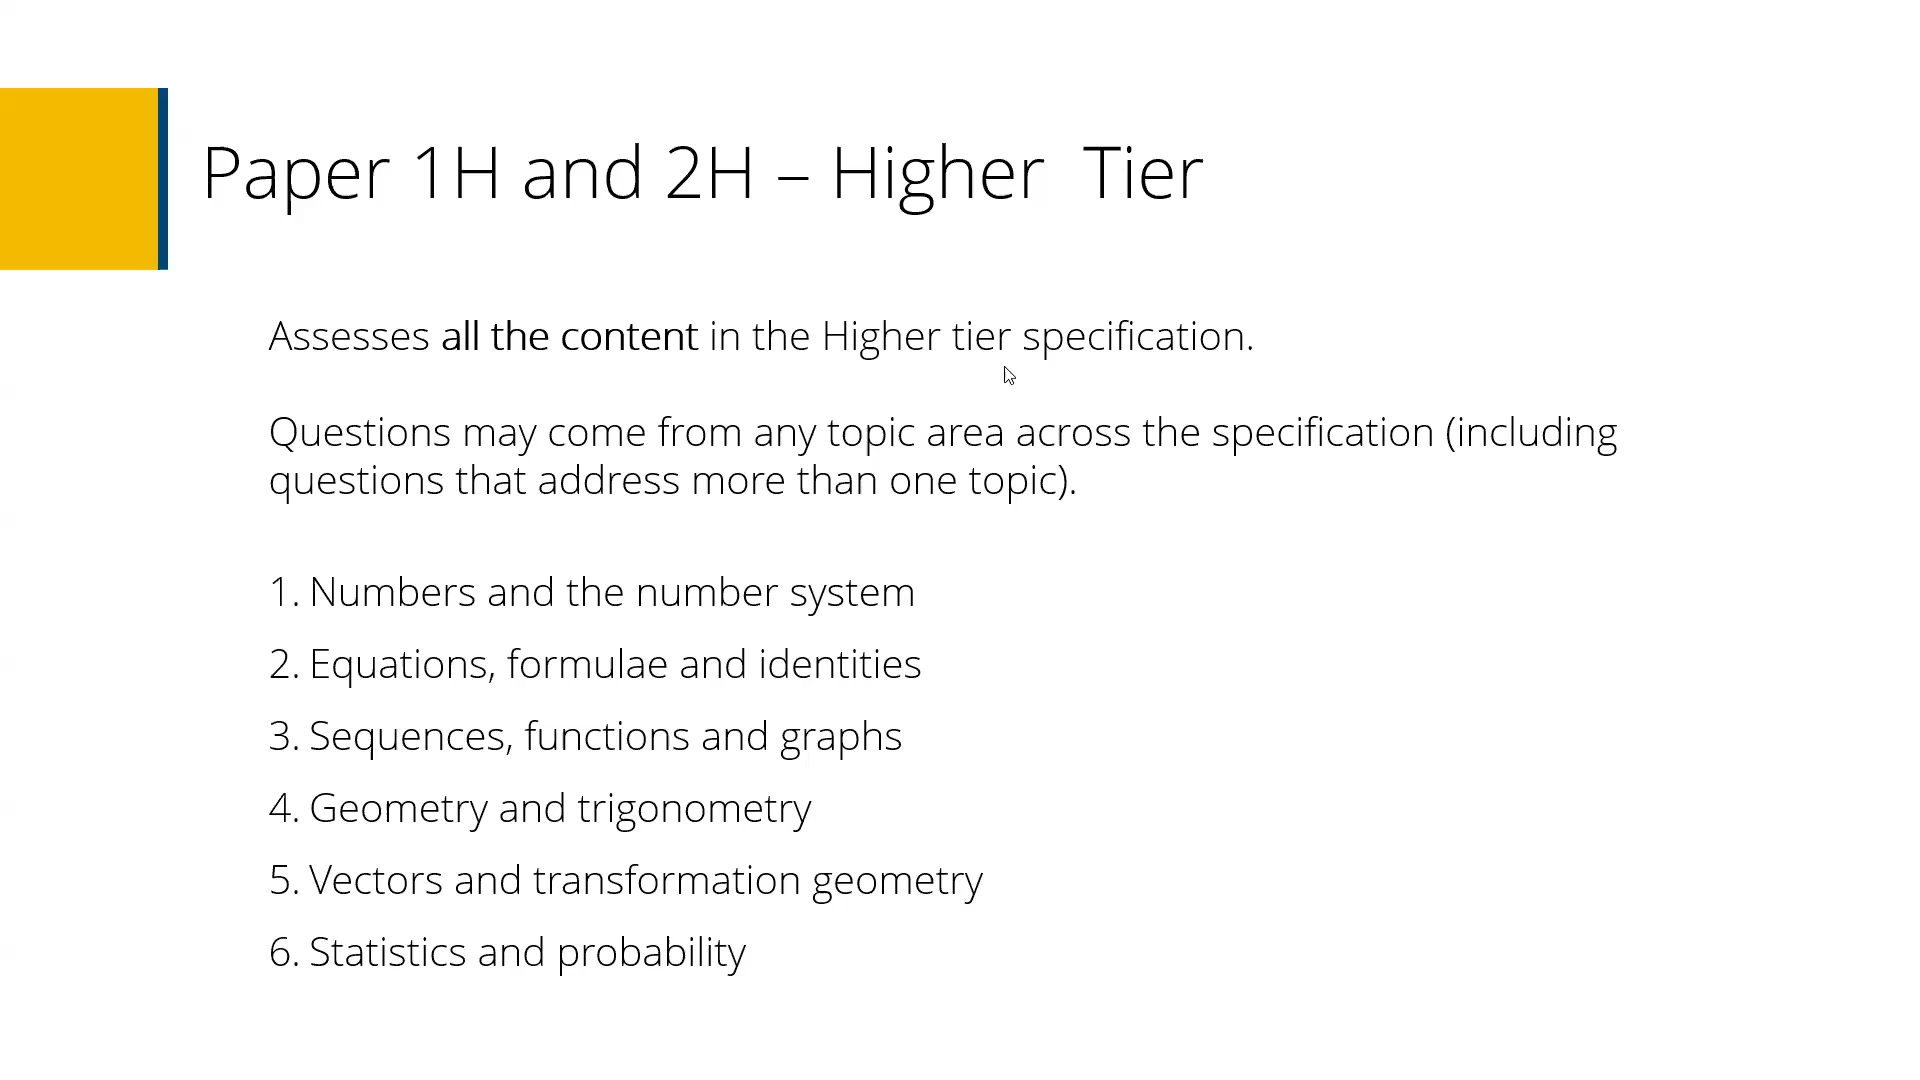 Paper 1H and 2H – Higher  Tier
Assesses all the content in the Higher tier specification.
Questions may come from any topic area across the specification (including
questions that address more than one topic).
1. Numbers and the number system
2. Equations, formulae and identities
3. Sequences, functions and graphs
4. Geometry and trigonometry
5. Vectors and transformation geometry
6. Statistics and probability